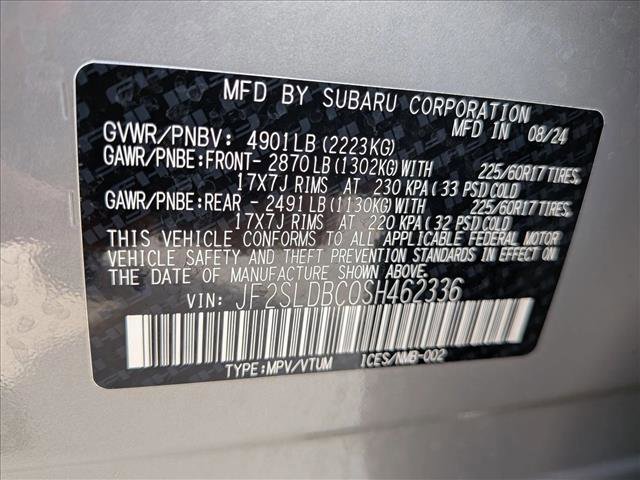 MFD BY SUBARU CORPORATION
MFD IN 08/24
GVWR/PNBV: 4901LB(2223KG)
GAWR/PNBE:FRONT- 2870LB(1302KG)WITH 225/60R17TIRES,
17X7J RIMS AT 230 KPA(33 PSI)COLD
GAWR/PNBE:REAR - 2491LB(1130KG)WITH 225/60R17TIRES,
17X7J RIMS AT 220 KPA(32 PSI)COLD
THIS VEHICLE CONFORMS TO ALL APPLICABLE FEDERAL MOTOR
VEHICLE SAFETY AND THEFT PREVENTION STANDARDS IN EFFECT ON
THE DATE OF MANUFACTURE SHOWN ABOVE.
VIN: JF2SLDBC0SH462336
TYPE:MPV/VTUM ICES/NMB-002